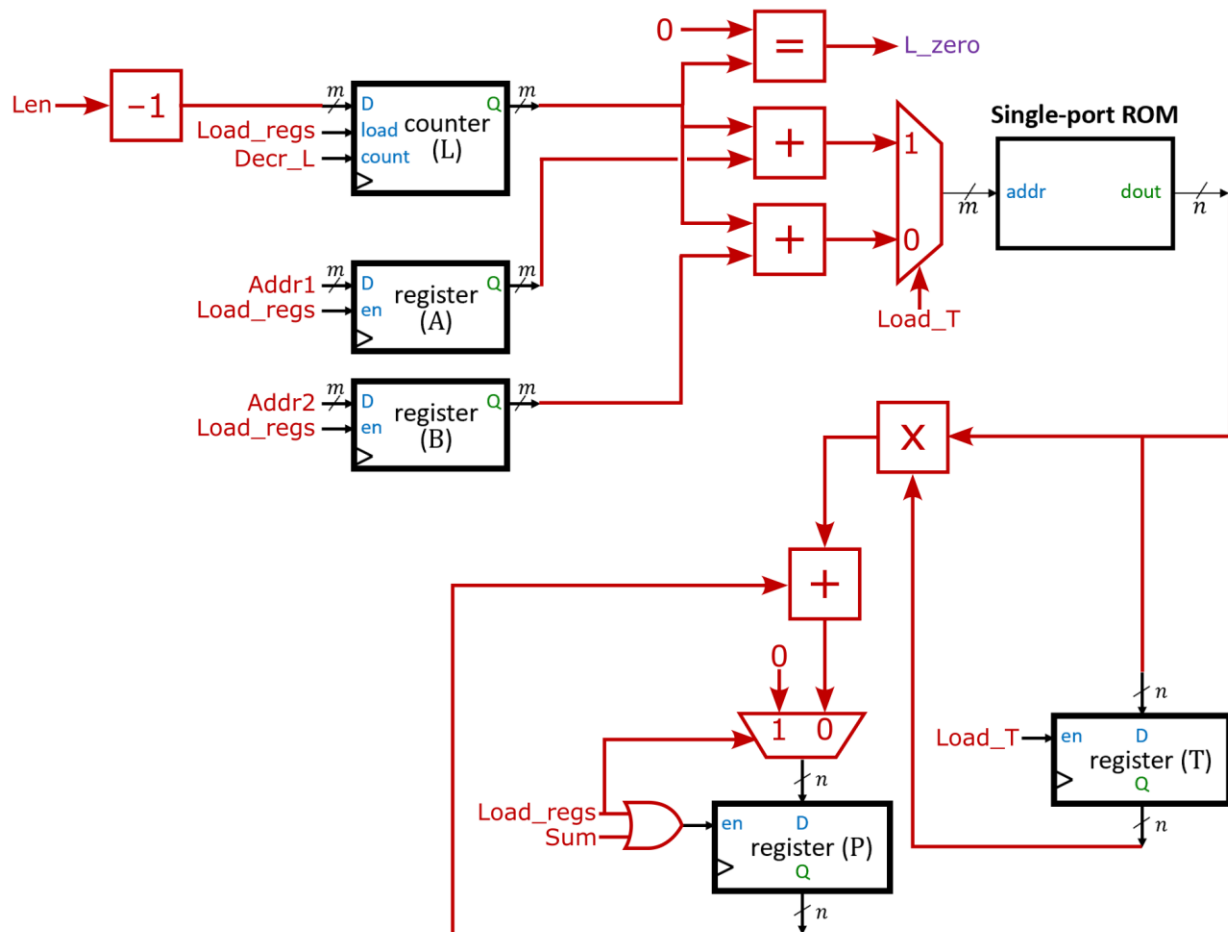 0
=
L_zero
Len
-1
m
D
Q
m
Load_regs
load
counter
(L)
Decr_L
count
+
1
Single-port ROM
addr
dout
m
n
+
0
Load_T
m
Addr1
D
Q
m
Load_regs
en
register
(A)
m
Addr2
D
Q
m
Load_regs
en
register
(B)
X
+
0
1 0
n
Load_regs
Sum
en
D
register (P)
Q
n
n
Load_T
en
D
register (T)
Q
n